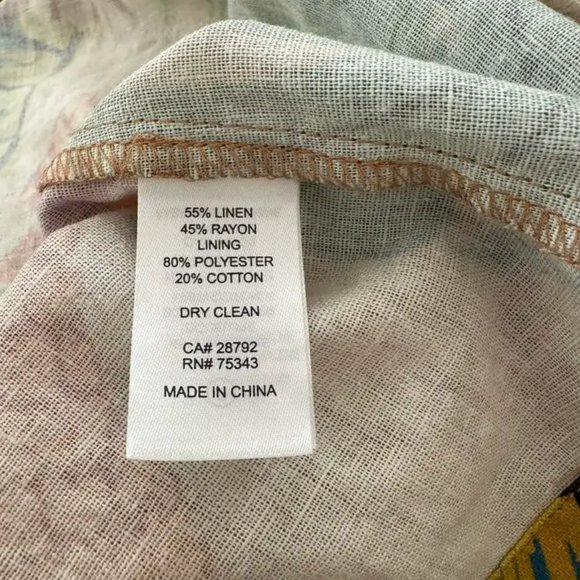 55% LINEN
45% RAYON
LINING
80% POLYESTER
20% COTTON
DRY CLEAN
CA# 28792
RN# 75343
MADE IN CHINA